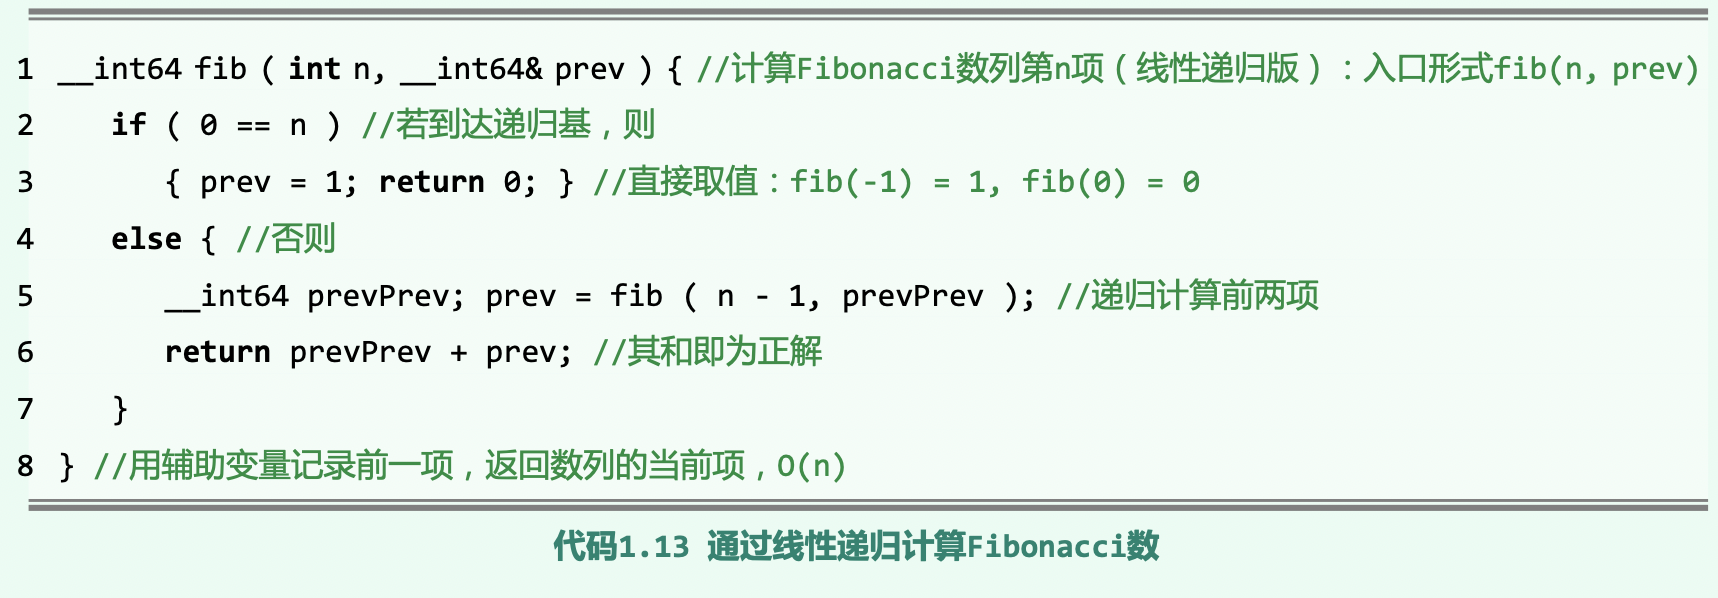 1 __int64 fib ( int n, __int64& prev ) { //计算Fibonacci数列第n项（线性递归版）：入口形式fib(n, prev)
2 if ( 0 == n ) //若到达递归基，则
3 { prev = 1; return 0; } //直接取值：fib(-1) = 1, fib(0) = 0
4 else { //否则
5 __int64 prevPrev; prev = fib ( n - 1, prevPrev ); //递归计算前两项
6 return prevPrev + prev; //其和即为正解
7 }
8 } //用辅助变量记录前一项，返回数列的当前项，O(n)
代码1.13 通过线性递归计算Fibonacci数